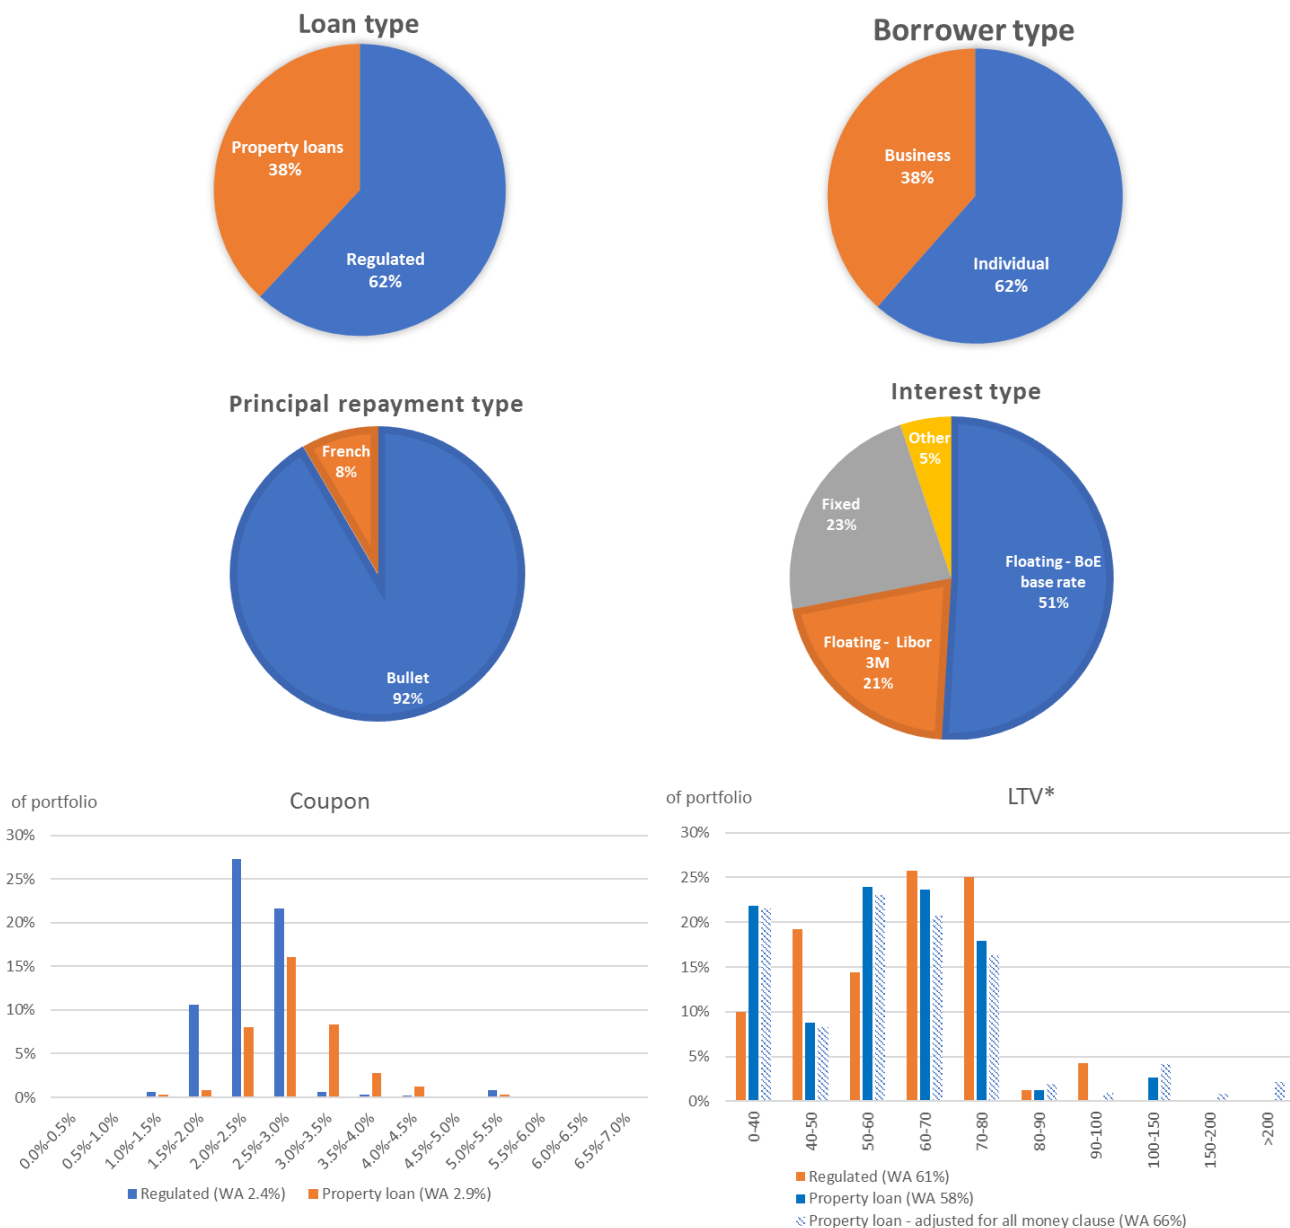 Loan type
Property loans
38%
Regulated
62%
Borrower type
Business
38%
Individual
62%
Principal repayment type
French
8%
Bullet
92%
Interest type
Other
5%
Fixed
23%
Floating - BoE
base rate
51%
Floating - Libor
3M
21%
of portfolio
Coupon
30%
25%
20%
15%
10%
5%
0%
0.0%-0.5%
0.5%-1.0%
1.0%-1.5%
1.5%-2.0%
2.0%-2.5%
2.5%-3.0%
3.0%-3.5%
3.5%-4.0%
4.0%-4.5%
4.5%-5.0%
5.0%-5.5%
5.5%-6.0%
6.0%-6.5%
6.5%-7.0%
Regulated (WA 2.4%)
Property loan (WA 2.9%)
of portfolio
LTV*
30%
25%
20%
15%
10%
5%
0%
0-40
40-50
50-60
60-70
70-80
80-90
90-100
100-150
150-200
>200
Regulated (WA 61%)
Property loan (WA 58%)
Property loan - adjusted for all money clause (WA 66%)